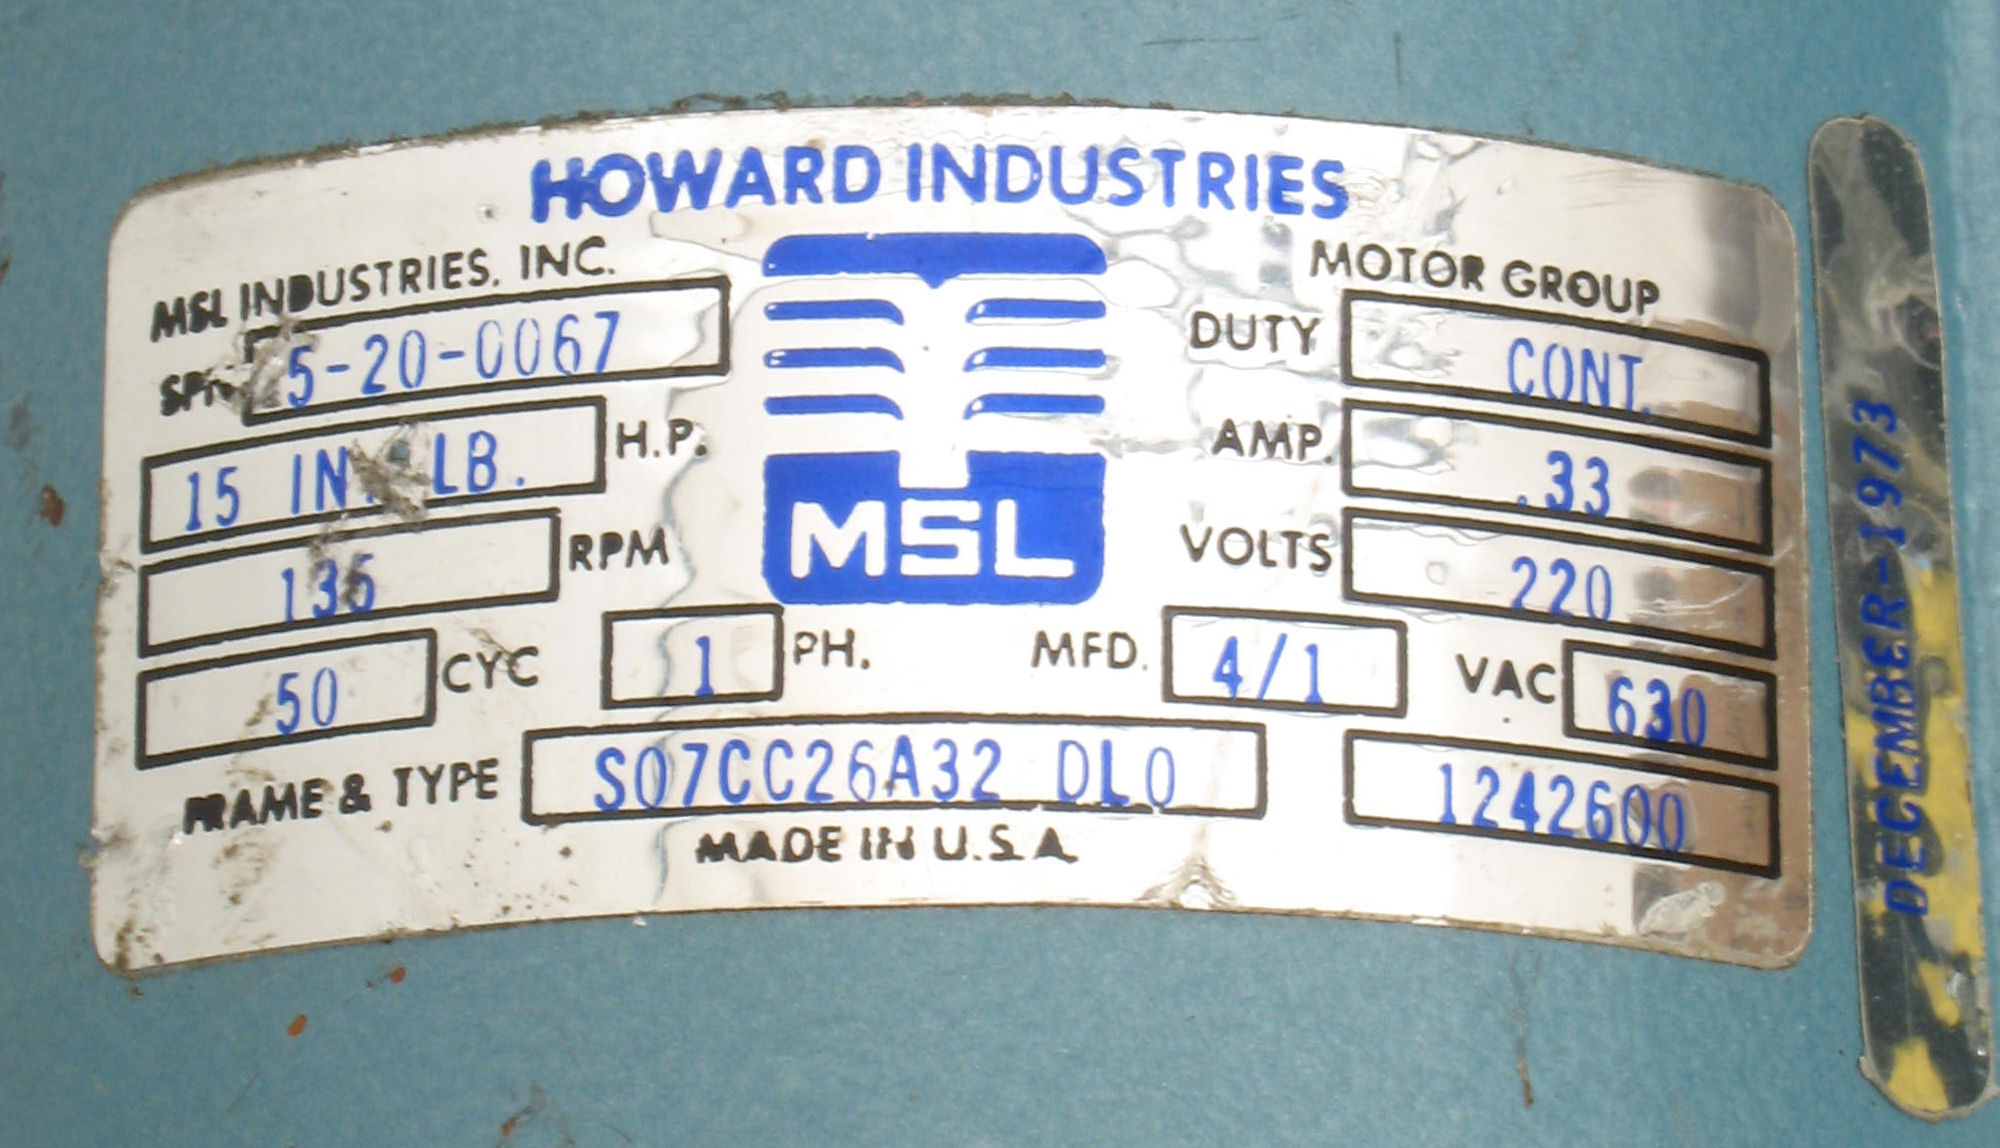 HOWARD INDUSTRIES
MSL INDUSTRIES, INC.
MOTOR GROUP
5-20-0067
DUTY CONT.
15 IN. LB. H.P.
AMP. .33
RPM
VOLTS 220
50 CYC 1 PH. MFD. 4/1 VAC 630
MSL
FRAME & TYPE S07CC26A32 DL0 1242600
MADE IN U.S.A
DECEMBER-1973